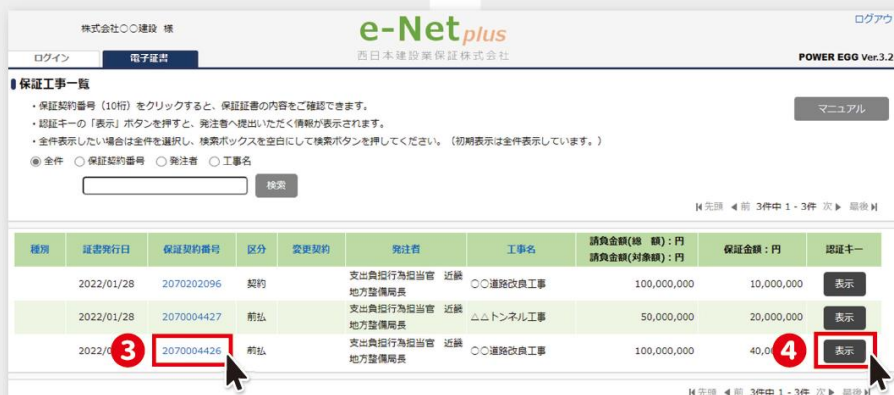 株式会社○○建設 様
e-Net plus
ログアウ
西日本建設業保証株式会社
ログイン 電子証書
POWER EGG Ver.3.2
保証工事一覧
・保証契約番号（10桁）をクリックすると、保証証書の内容をご確認できます。
マニュアル
・認証キーの「表示」ボタンを押すと、発注者へ提出いただく情報が表示されます。
・全件表示したい場合は全件を選択し、検索ボックスを空白にして検索ボタンを押してください。（初期表示は全件表示しています。）
全件 保証契約番号 発注者 工事名
検索
先頭 前 3件中 1 - 3件 次 最後
種別 証書発行日 保証契約番号 区分 変更契約 発注者 工事名 請負金額(総 額)：円 保証金額：円 認証キー
請負金額(対象額)：円
2022/01/28 2070202096 契約 支出負担行為担当官 近畿 ○○道路改良工事 100,000,000 10,000,000 表示
地方整備局長
2022/01/28 2070004427 前払 支出負担行為担当官 近畿 △△トンネル工事 50,000,000 20,000,000 表示
地方整備局長
2022/0 3 2070004426 前払 支出負担行為担当官 近畿 ○○道路改良工事 100,000,000 40,00 4 表示
地方整備局長
先頭 前 3件中 1 - 3件 次 最後